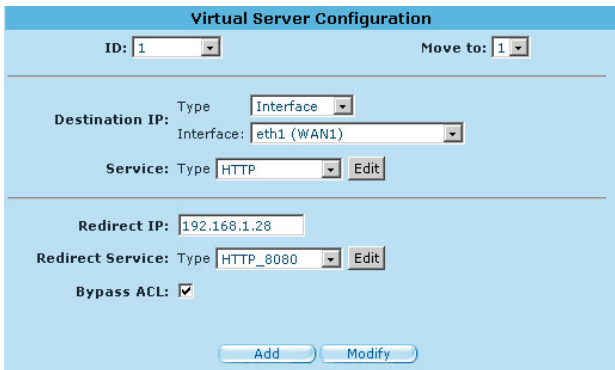 Virtual Server Configuration
ID: 1 Move to: 1
Destination IP: Type Interface
Interface: eth1 (WAN1)
Service: Type HTTP Edit
Redirect IP: 192.168.1.28
Redirect Service: Type HTTP_8080 Edit
Bypass ACL:
Add Modify